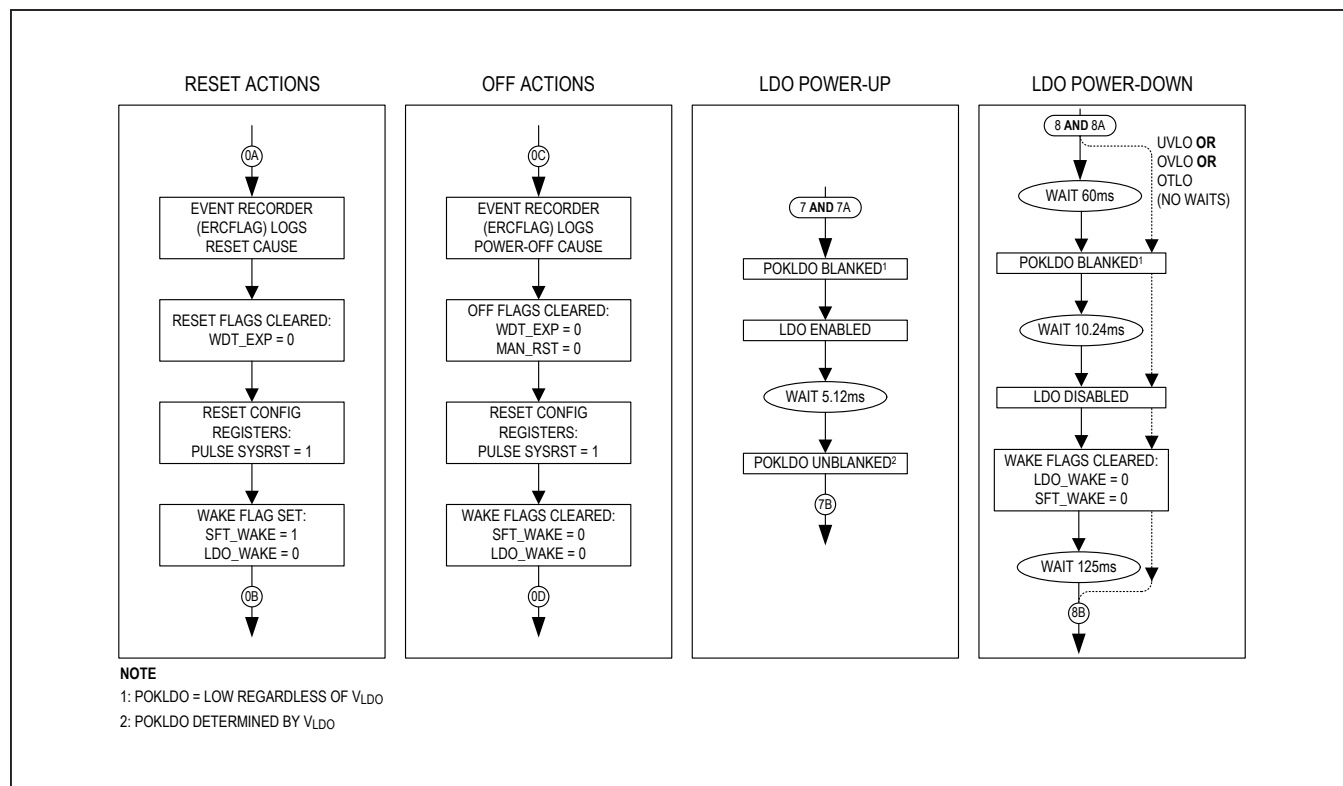 RESET ACTIONS
0A
EVENT RECORDER
(ERCFLAG) LOGS
RESET CAUSE
RESET FLAGS CLEARED:
WDT_EXP = 0
RESET CONFIG
REGISTERS:
PULSE SYSRST = 1
WAKE FLAG SET:
SFT_WAKE = 1
LDO_WAKE = 0
0B
OFF ACTIONS
0C
EVENT RECORDER
(ERCFLAG) LOGS
POWER-OFF CAUSE
OFF FLAGS CLEARED:
WDT_EXP = 0
MAN_RST = 0
RESET CONFIG
REGISTERS:
PULSE SYSRST = 1
WAKE FLAGS CLEARED:
SFT_WAKE = 0
LDO_WAKE = 0
0D
LDO POWER-UP
7 AND 7A
POKLDO BLANKED¹
LDO ENABLED
WAIT 5.12ms
POKLDO UNBLANKED²
7B
LDO POWER-DOWN
8 AND 8A
UVLO OR
OVLO OR
OTLO
(NO WAITS)
WAIT 60ms
POKLDO BLANKED¹
WAIT 10.24ms
LDO DISABLED
WAKE FLAGS CLEARED:
LDO_WAKE = 0
SFT_WAKE = 0
WAIT 125ms
8B
NOTE
1: POKLDO = LOW REGARDLESS OF VLDO
2: POKLDO DETERMINED BY VLDO